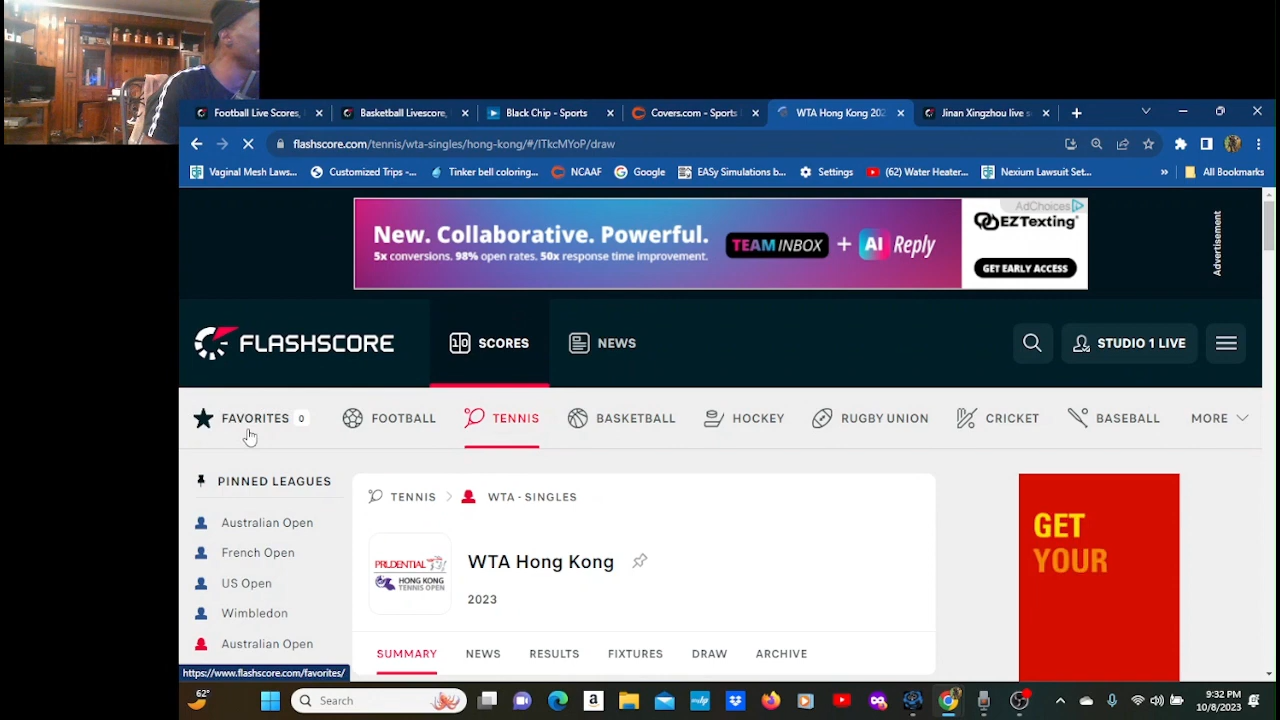 Football Live Scores,
Basketball Livescore,
Black Chip - Sports
Covers.com - Sports
WTA Hong Kong 202
Jinan Xingzhou live s
flashscore.com/tennis/wta-singles/hong-kong/#/ITkcMYoP/draw
Vaginal Mesh Laws...
Customized Trips -...
Tinker bell coloring...
NCAAF
Google
EASy Simulations b...
Settings
(62) Water Heater...
Nexium Lawsuit Set...
»
All Bookmarks
New. Collaborative. Powerful.
5x conversions. 98% open rates. 50x response time improvement.
TEAM INBOX + AI Reply
AdChoices
EZTexting
GET EARLY ACCESS
Advertisement
FLASHSCORE
SCORES
NEWS
STUDIO 1 LIVE
FAVORITES 0
FOOTBALL
TENNIS
BASKETBALL
HOCKEY
RUGBY UNION
CRICKET
BASEBALL
MORE
PINNED LEAGUES
Australian Open
French Open
US Open
Wimbledon
Australian Open
TENNIS
WTA - SINGLES
PRUDENTIAL
HONG KONG
TENNIS OPEN
WTA Hong Kong
2023
SUMMARY
NEWS
RESULTS
FIXTURES
DRAW
ARCHIVE
GET
YOUR
https://www.flashscore.com/favorites/
62°
Search
9:32 PM
10/8/2023